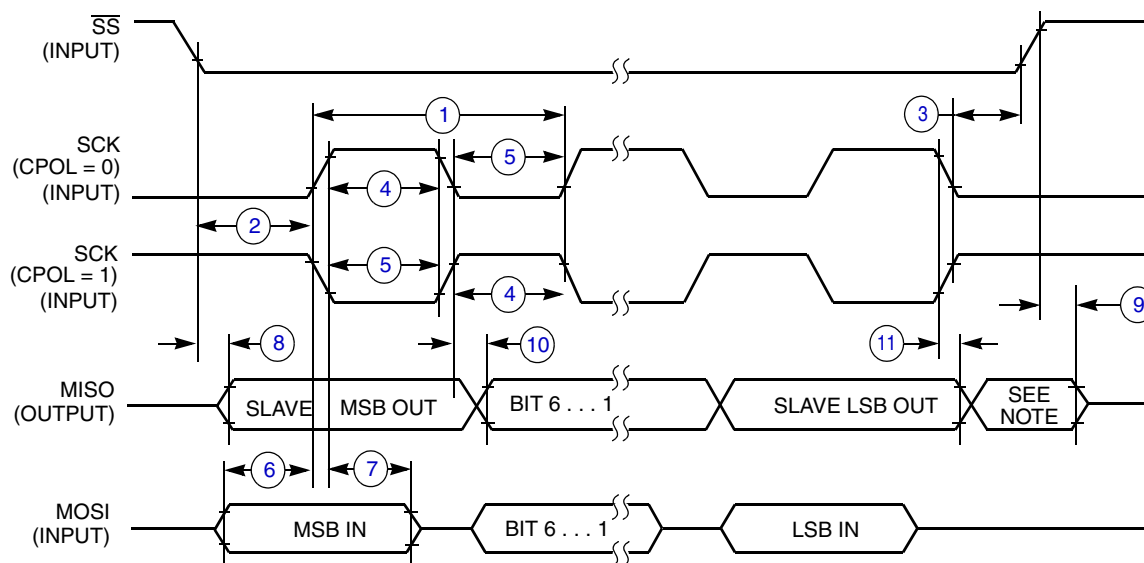 SS
(INPUT)
1
3
SCK
(CPOL = 0)
(INPUT)
5
4
2
SCK
(CPOL = 1)
(INPUT)
5
4
9
8
10
11
MISO
(OUTPUT)
SLAVE MSB OUT
BIT 6 . . . 1
SLAVE LSB OUT
SEE
NOTE
6
7
MOSI
(INPUT)
MSB IN
BIT 6 . . . 1
LSB IN